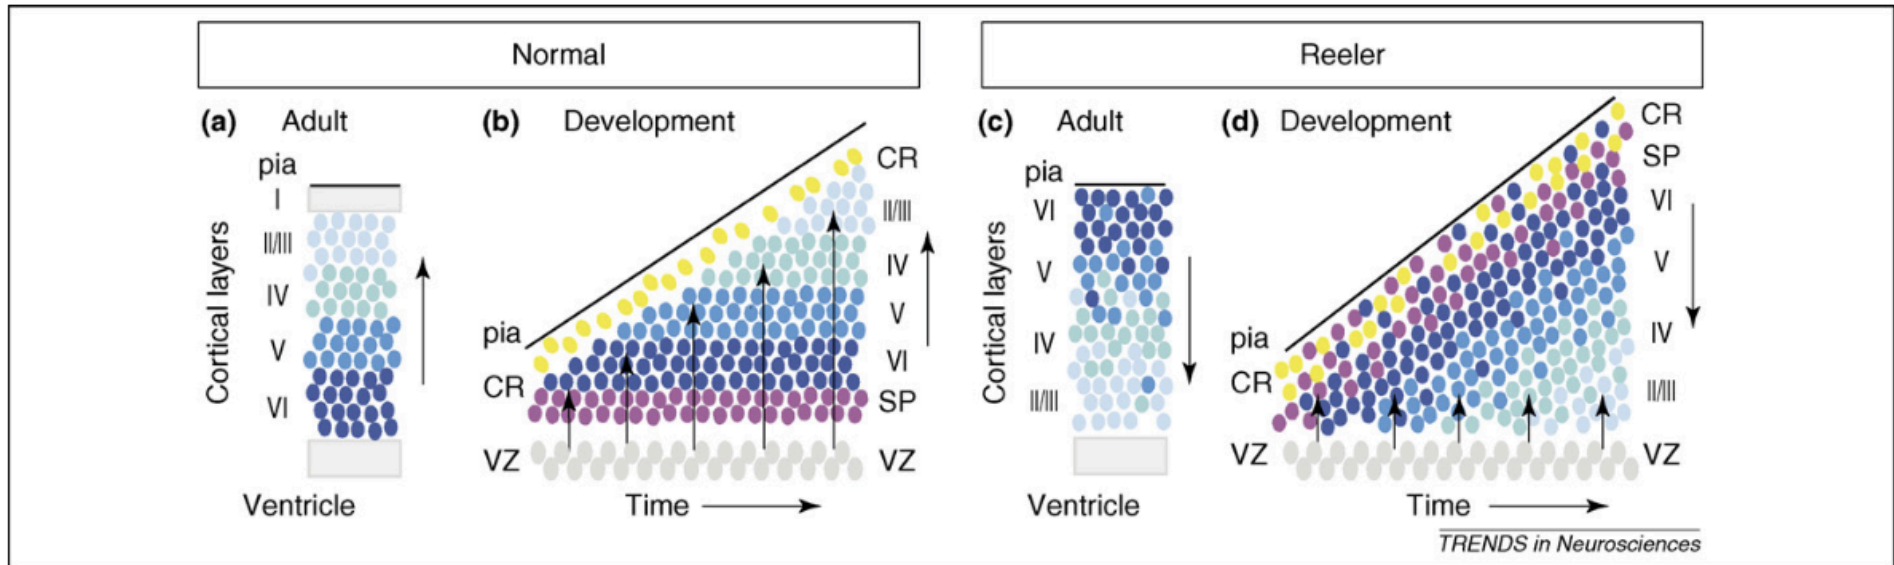 Normal
Reeler
(a) Adult
(b) Development
(c) Adult
(d) Development
pia
I
II/III
IV
V
VI
Cortical layers
Ventricle
pia
CR
VZ
CR
II/III
IV
V
VI
SP
VZ
Time
pia
VI
V
IV
II/III
Cortical layers
Ventricle
pia
CR
VZ
CR
SP
VI
V
IV
II/III
VZ
Time
TRENDS in Neurosciences